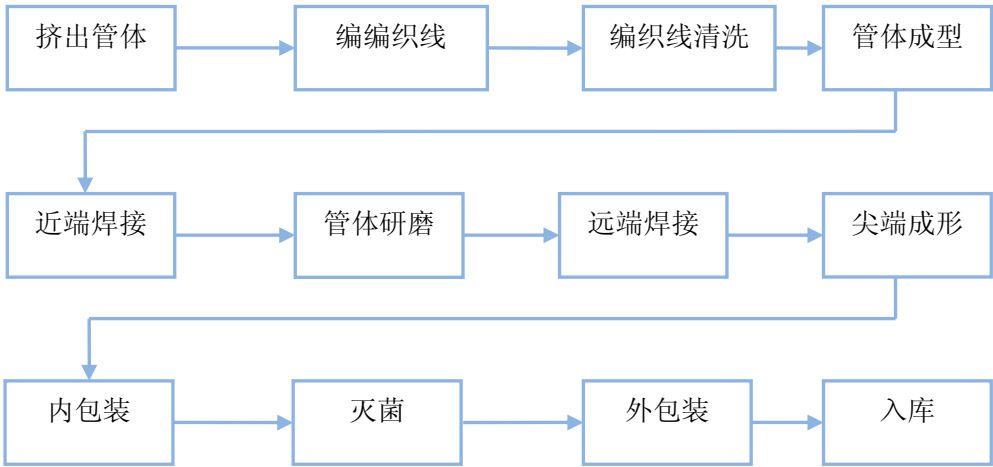 挤出管体
编编织线
编织线清洗
管体成型
近端焊接
管体研磨
远端焊接
尖端成形
内包装
灭菌
外包装
入库